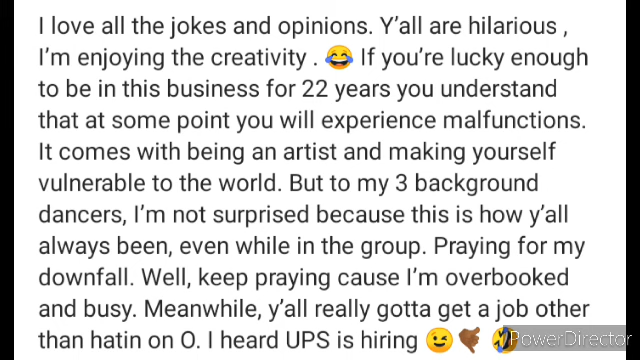 I love all the jokes and opinions. Y’all are hilarious ,
I’m enjoying the creativity . 😂 If you’re lucky enough
to be in this business for 22 years you understand
that at some point you will experience malfunctions.
It comes with being an artist and making yourself
vulnerable to the world. But to my 3 background
dancers, I’m not surprised because this is how y’all
always been, even while in the group. Praying for my
downfall. Well, keep praying cause I’m overbooked
and busy. Meanwhile, y’all really gotta get a job other
than hatin on O. I heard UPS is hiring 😉👎🏾🤣
PowerDirector